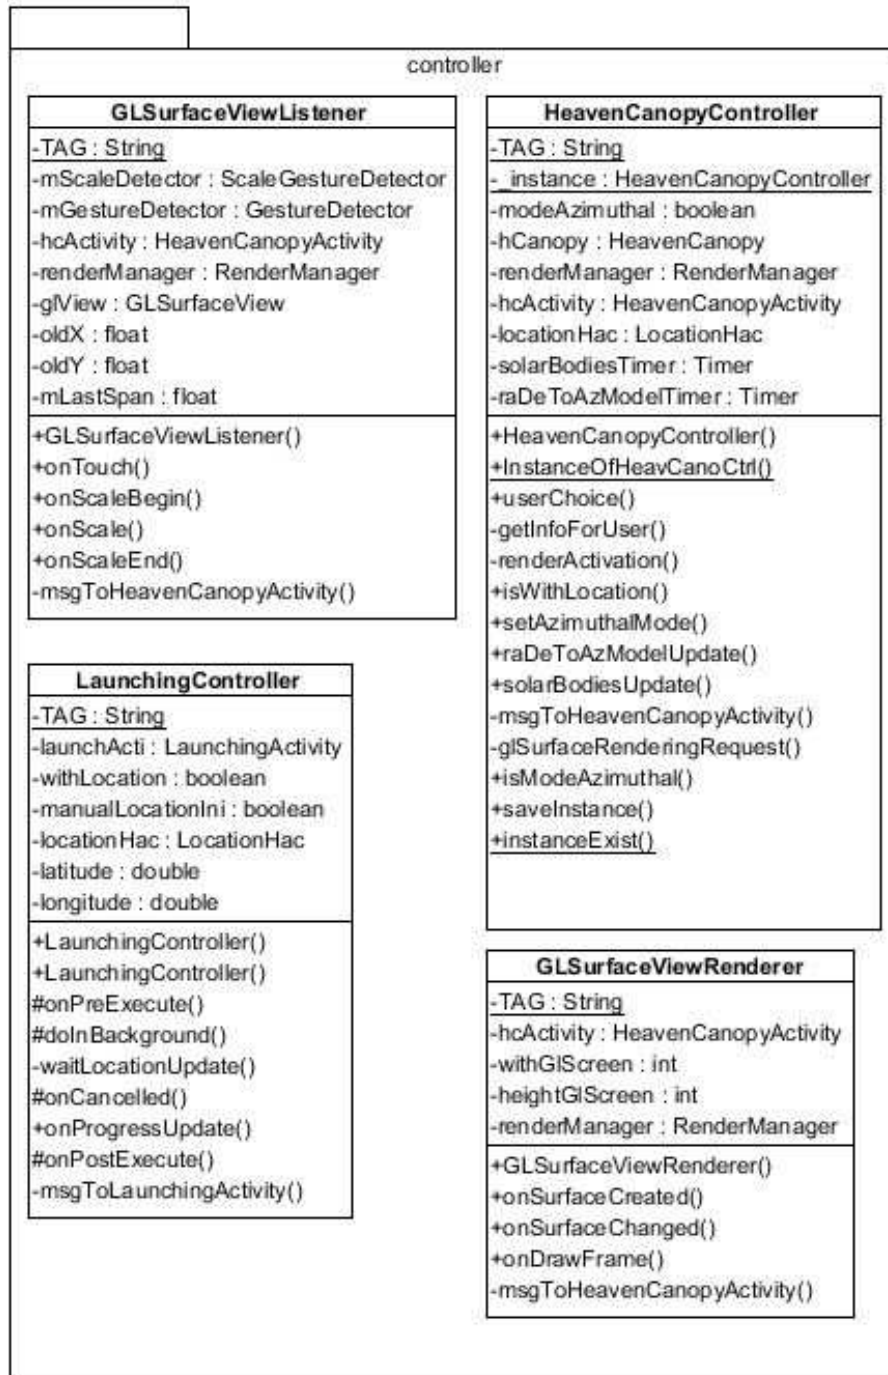 controller
GLSurfaceViewListener
-TAG : String
-mScaleDetector : ScaleGestureDetector
-mGestureDetector : GestureDetector
-hcActivity : HeavenCanopyActivity
-renderManager : RenderManager
-glView : GLSurfaceView
-oldX : float
-oldY : float
-mLastSpan : float
+GLSurfaceViewListener()
+onTouch()
+onScaleBegin()
+onScale()
+onScaleEnd()
-msgToHeavenCanopyActivity()
HeavenCanopyController
-TAG : String
-_instance : HeavenCanopyController
-modeAzimuthal : boolean
-hCanopy : HeavenCanopy
-renderManager : RenderManager
-hcActivity : HeavenCanopyActivity
-locationHac : LocationHac
-solarBodiesTimer : Timer
-raDeToAzModelTimer : Timer
+HeavenCanopyController()
+InstanceOfHeavCanoCtrl()
+userChoice()
-getInfoForUser()
-renderActivation()
+isWithLocation()
+setAzimuthalMode()
+raDeToAzModelUpdate()
+solarBodiesUpdate()
-msgToHeavenCanopyActivity()
-glSurfaceRenderingRequest()
+isModeAzimuthal()
+saveInstance()
+instanceExist()
LaunchingController
-TAG : String
-launchActi : LaunchingActivity
-withLocation : boolean
-manualLocationIni : boolean
-locationHac : LocationHac
-latitude : double
-longitude : double
+LaunchingController()
+LaunchingController()
#onPreExecute()
#doInBackground()
-waitLocationUpdate()
#onCancelled()
+onProgressUpdate()
#onPostExecute()
-msgToLaunchingActivity()
GLSurfaceViewRenderer
-TAG : String
-hcActivity : HeavenCanopyActivity
-withGlScreen : int
-heightGlScreen : int
-renderManager : RenderManager
+GLSurfaceViewRenderer()
+onSurfaceCreated()
+onSurfaceChanged()
+onDrawFrame()
-msgToHeavenCanopyActivity()